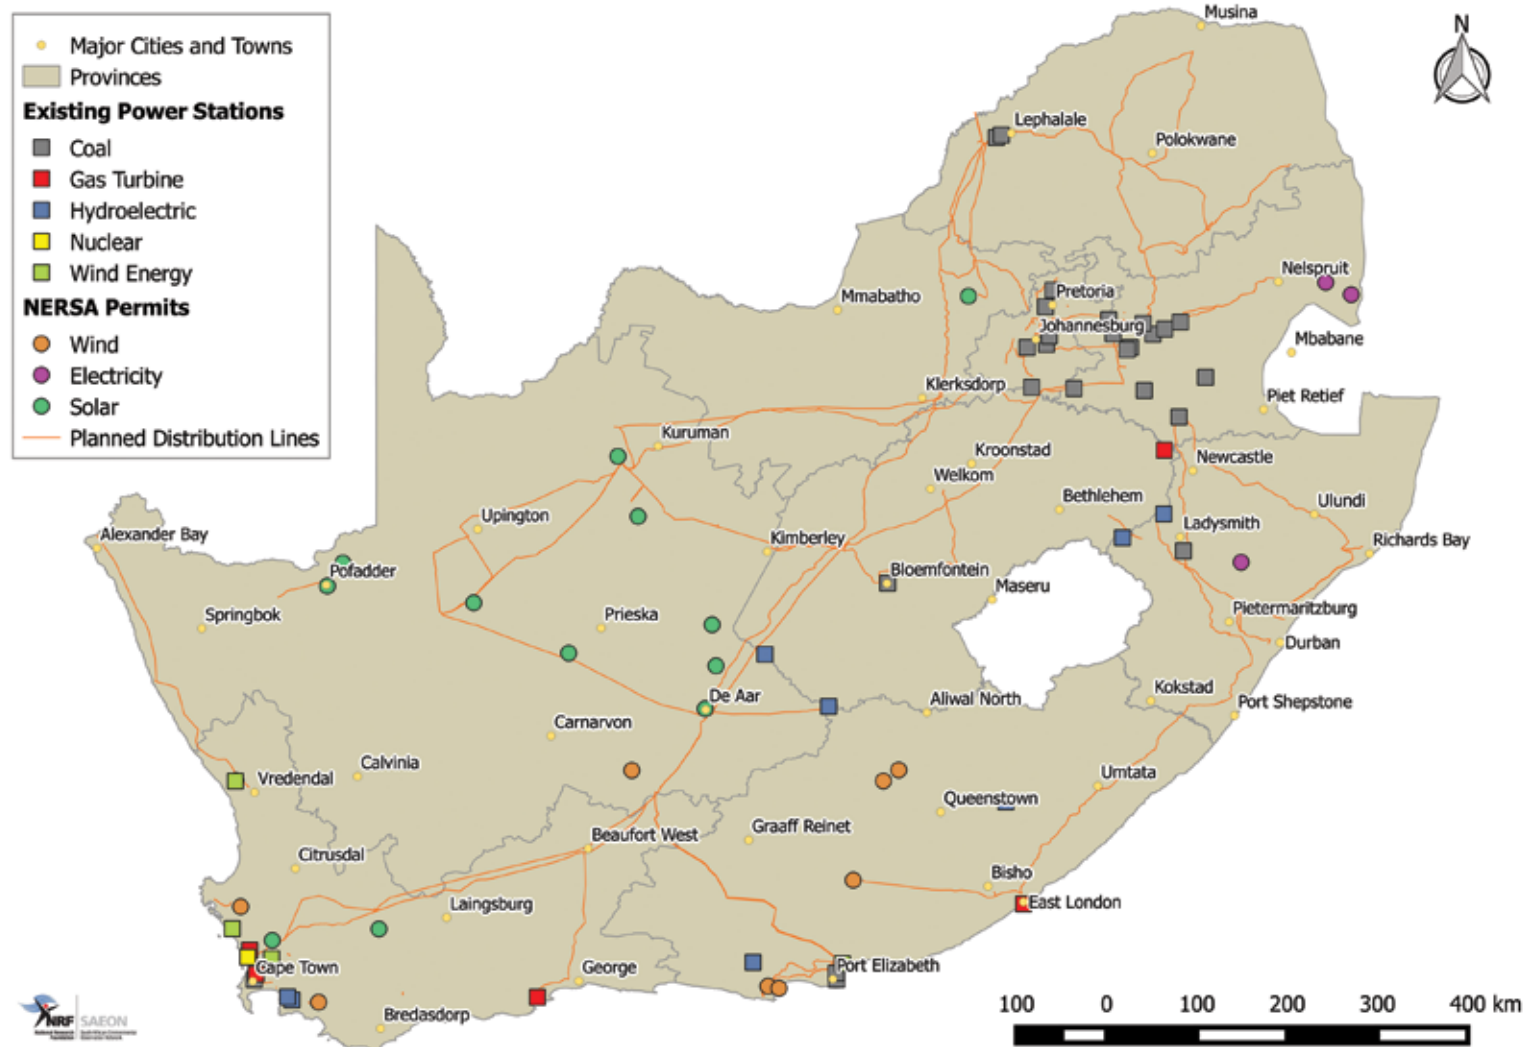 Major Cities and Towns
Provinces
Existing Power Stations
Coal
Gas Turbine
Hydroelectric
Nuclear
Wind Energy
NERSA Permits
Wind
Electricity
Solar
Planned Distribution Lines
N
Musina
Lephalale
Polokwane
Nelspruit
Mmabatho
Pretoria
Johannesburg
Mbabane
Klerksdorp
Piet Retief
Kuruman
Kroonstad
Newcastle
Welkom
Bethlehem
Ulundi
Upington
Ladysmith
Alexander Bay
Kimberley
Richards Bay
Pofadder
Bloemfontein
Maseru
Springbok
Prieska
Pietermaritzburg
Durban
De Aar
Aliwal North
Kokstad
Port Shepstone
Carnarvon
Calvinia
Vredendal
Umtata
Queenstown
Beaufort West
Graaff Reinet
Citrusdal
Bisho
Laingsburg
East London
Cape Town
George
Port Elizabeth
Bredasdorp
NRF SAEON
100 0 100 200 300 400 km